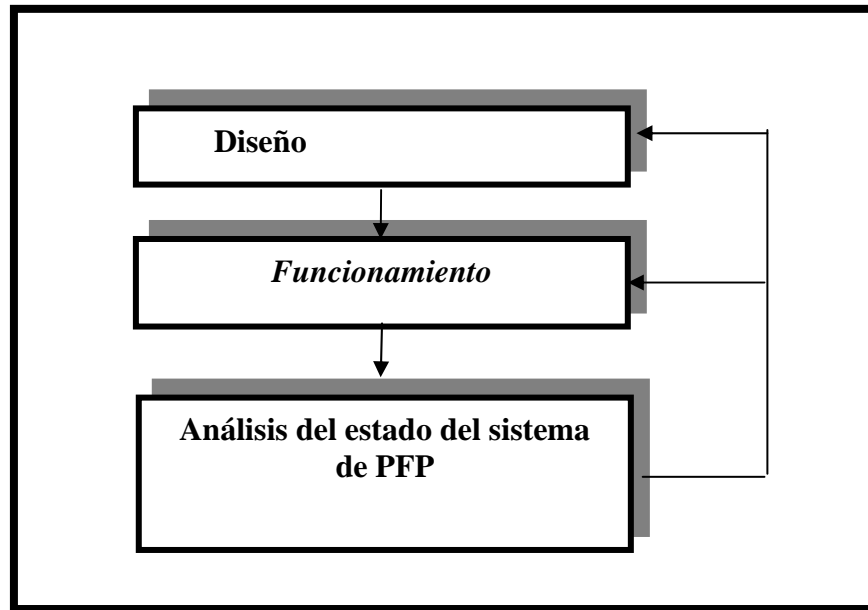 Diseño
Funcionamiento
Análisis del estado del sistema
de PFP